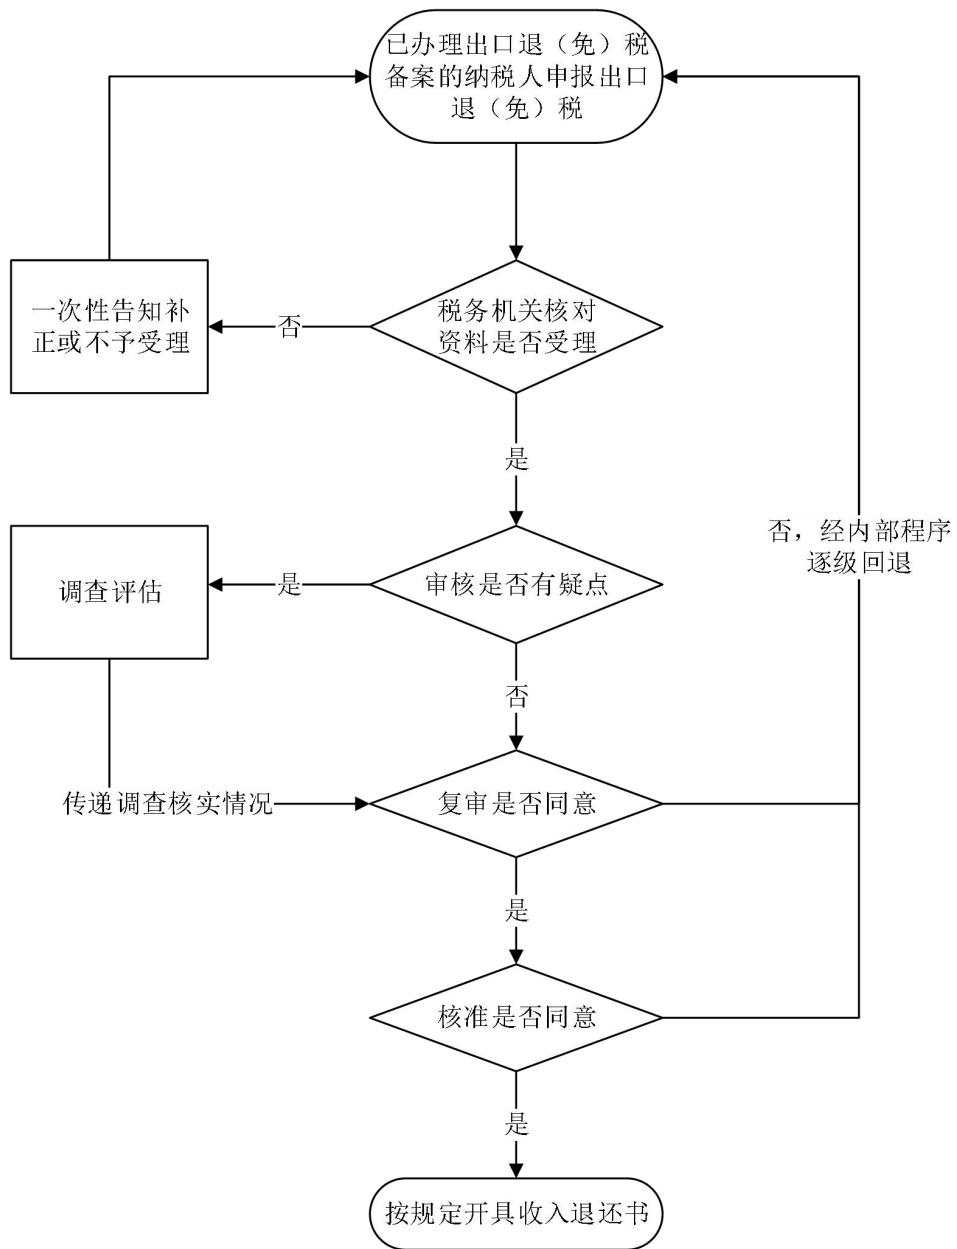 已办理出口退（免）税
备案的纳税人申报出口
退（免）税
一次性告知补
正或不予受理
否
税务机关核对
资料是否受理
是
否，经内部程序
逐级回退
调查评估
是
审核是否有疑点
否
传递调查核实情况
复审是否同意
是
核准是否同意
是
按规定开具收入退还书